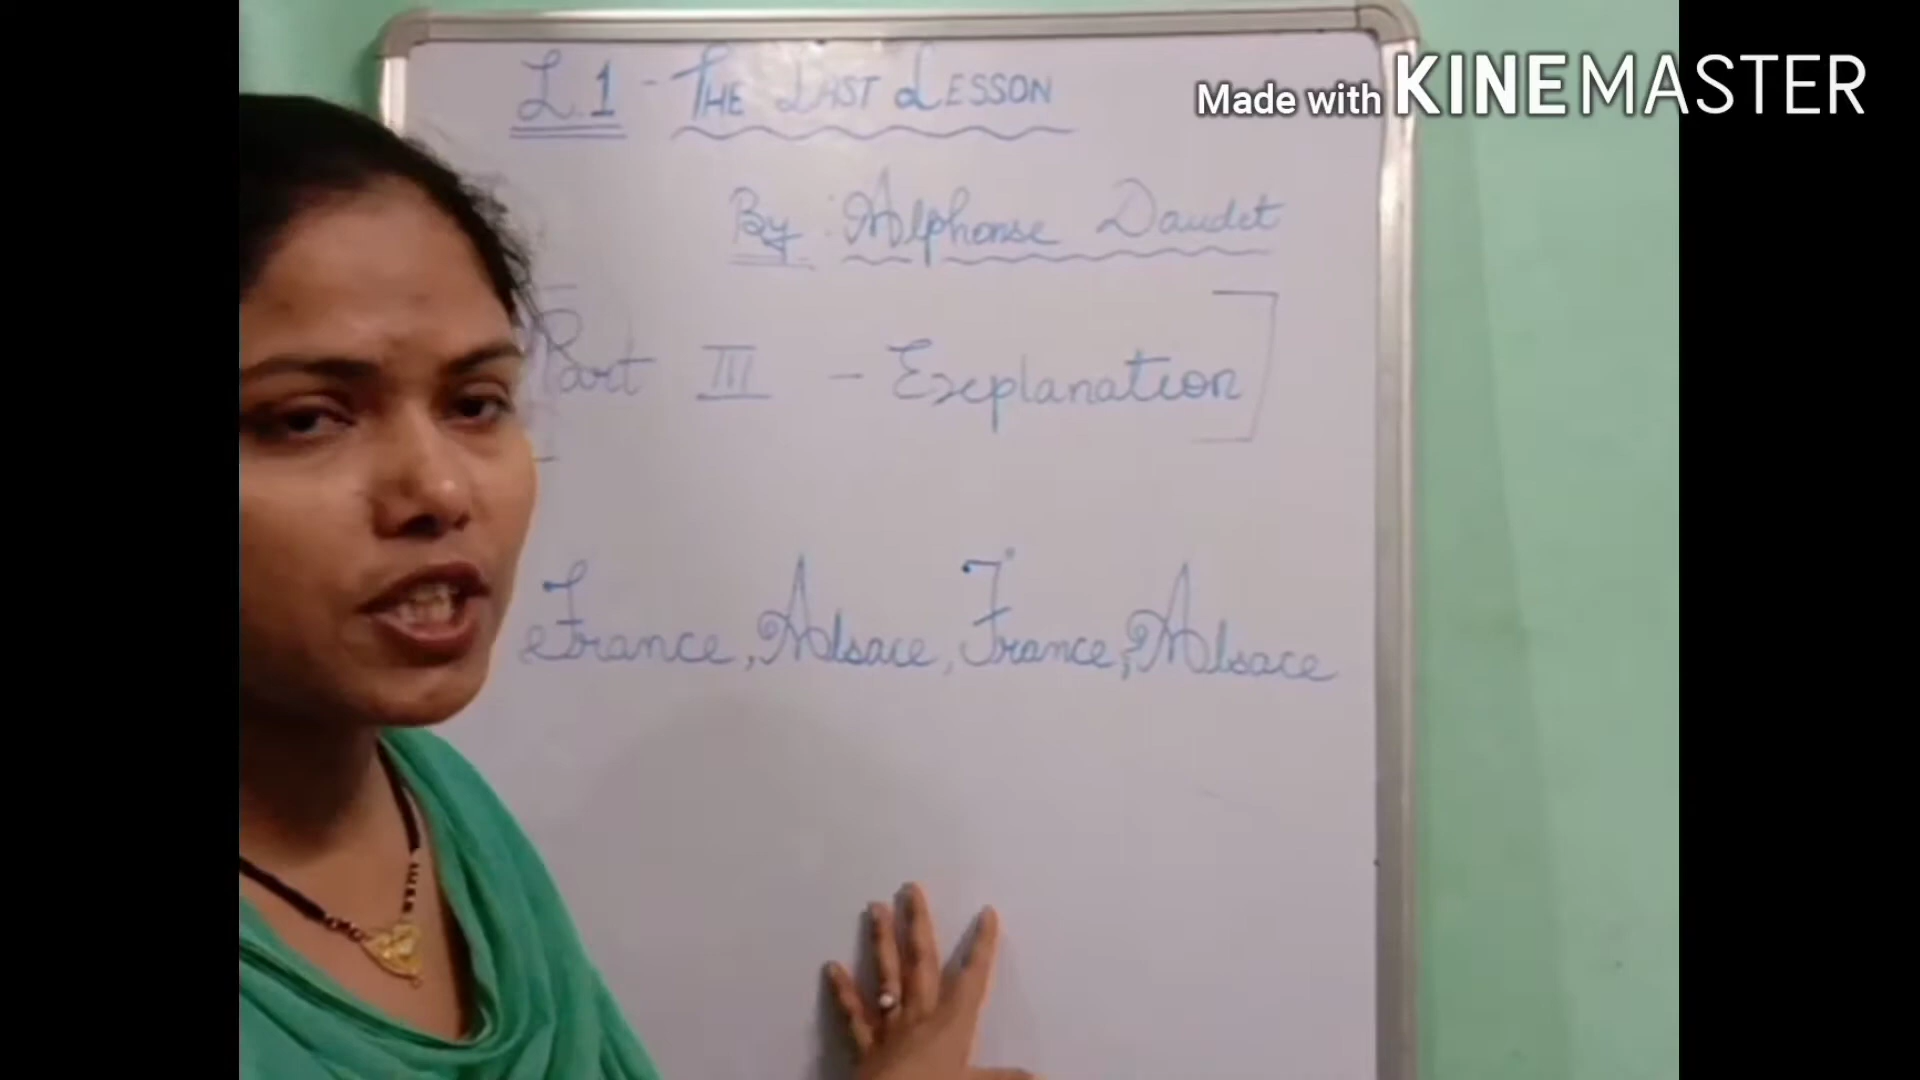 L.1 - THE LAST LESSON
Made with KINEMASTER
By : Alphonse Daudet
Part III - Explanation
France, Alsace, France, Alsace